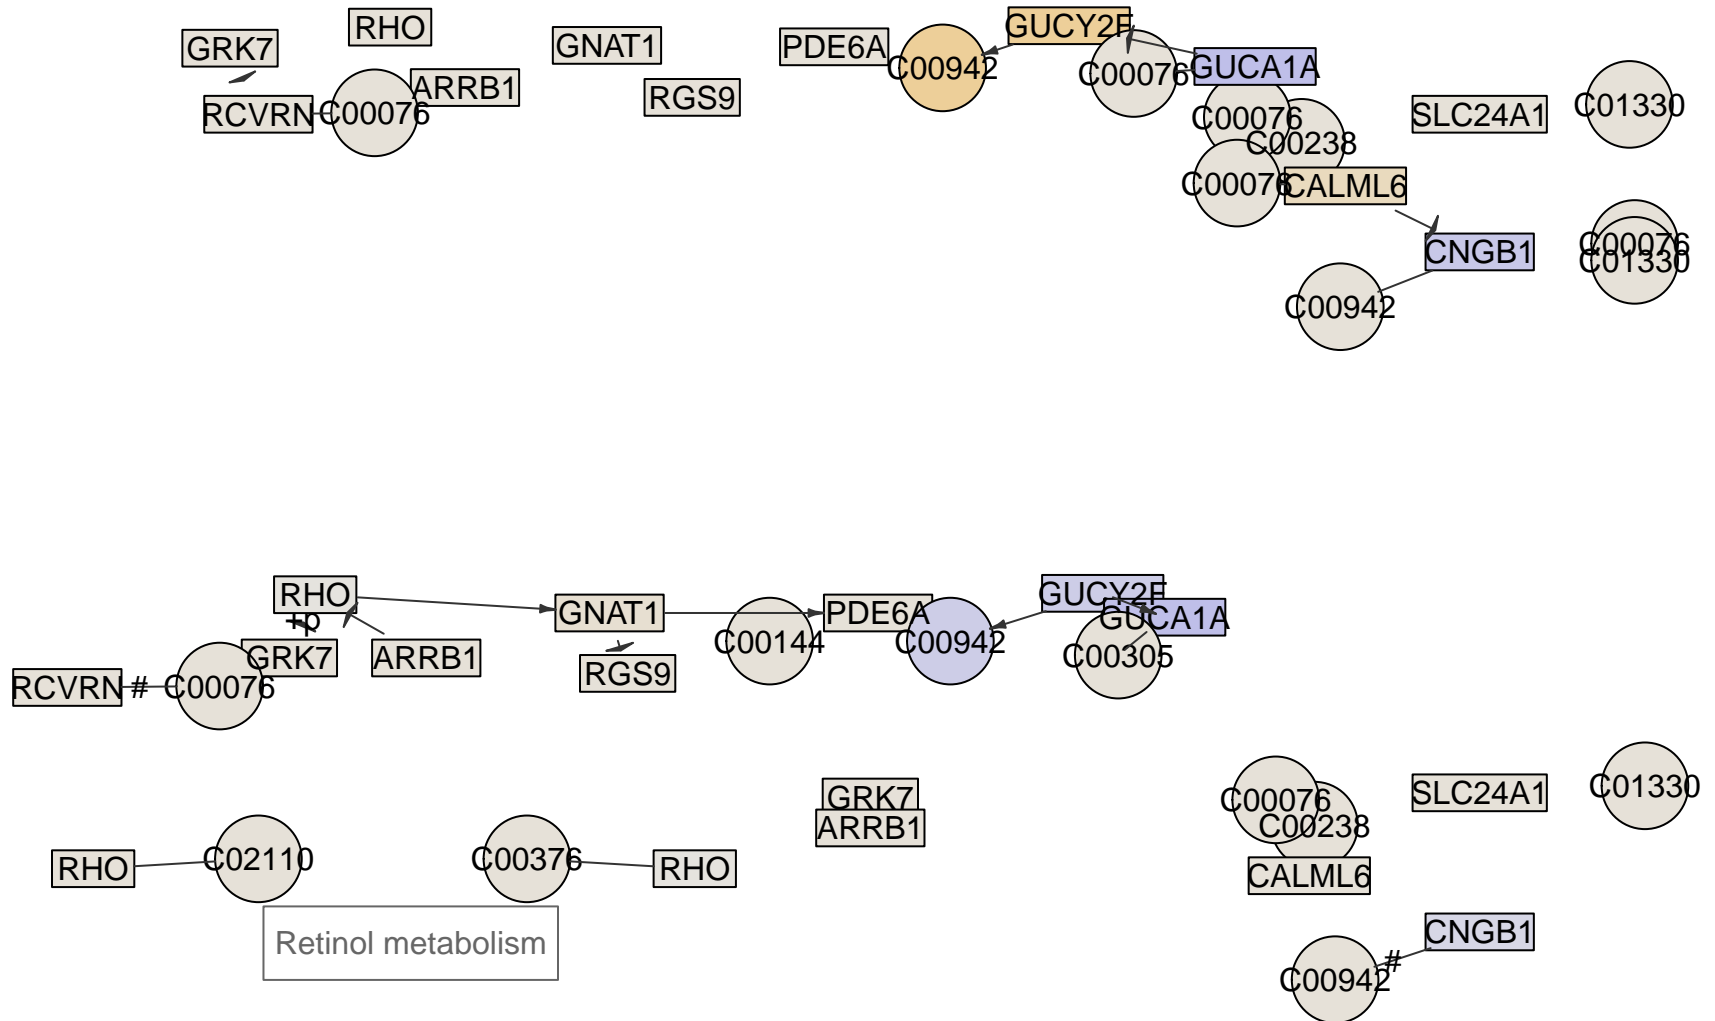 RHO
GRK7
GNAT1
PDE6A
GUCY2F
C00942
C00076
GUCA1A
ARRB1
RGS9
RCVRN
C00076
C00076
C00238
SLC24A1
C01330
C00076
CALML6
C00076
C01330
CNGB1
C00942
RHO
+p
GNAT1
PDE6A
GUCY2F
GUCA1A
C00144
C00942
C00305
GRK7
ARRB1
RGS9
RCVRN
#
C00076
GRK7
ARRB1
C00076
C00238
SLC24A1
C01330
RHO
C02110
C00376
RHO
CALML6
Retinol metabolism
CNGB1
#
C00942